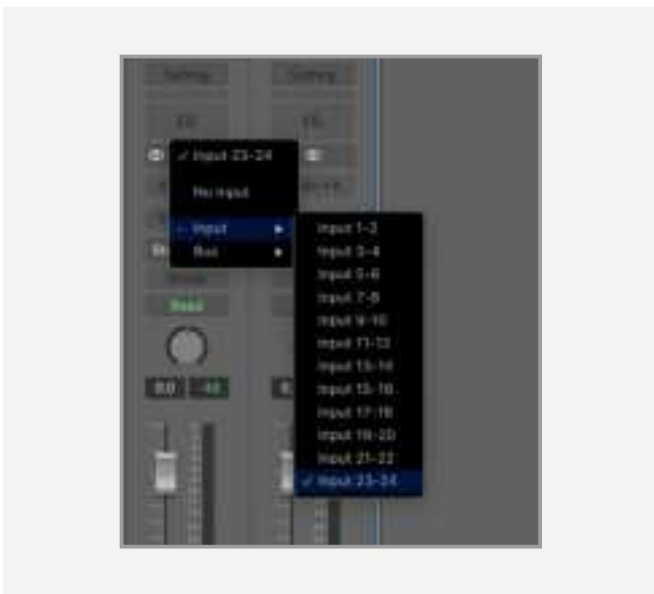 Setting
Setting
EQ
EQ
✓ Input 23-24
No Input
- Input
Bus
Read
0.0
Input 1-2
Input 3-4
Input 5-6
Input 7-8
Input 9-10
Input 11-12
Input 13-14
Input 15-16
Input 17-18
Input 19-20
Input 21-22
✓ Input 23-24